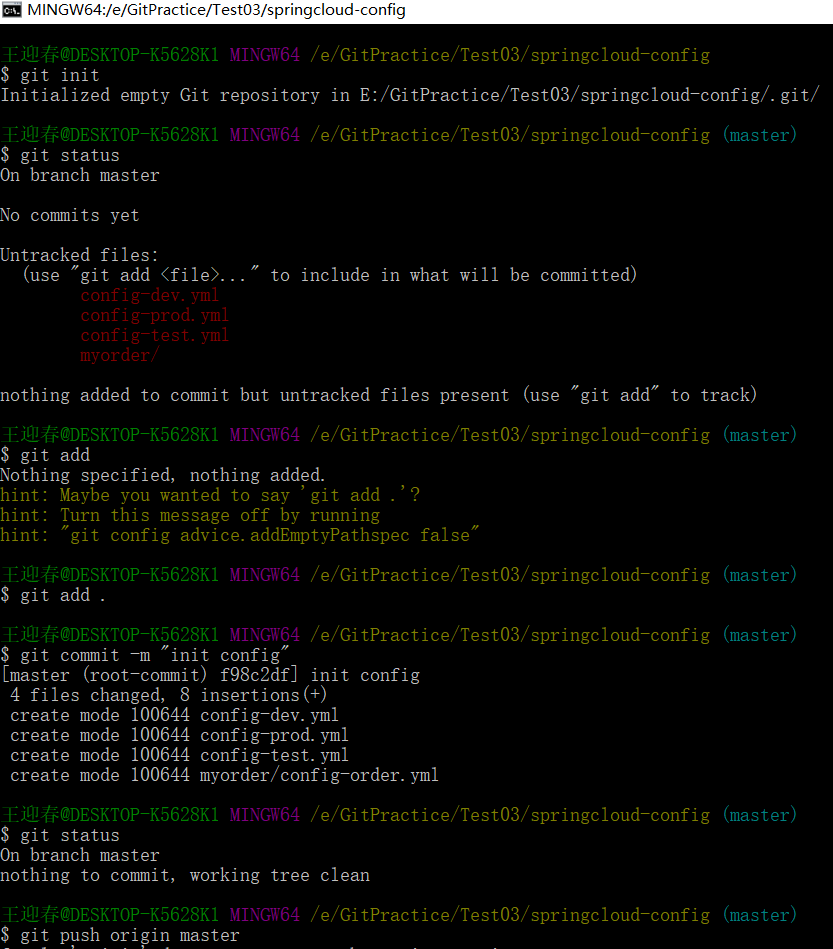 MINGW64:/e/GitPractice/Test03/springcloud-config
王迎春@DESKTOP-K5628K1 MINGW64 /e/GitPractice/Test03/springcloud-config
$ git init
Initialized empty Git repository in E:/GitPractice/Test03/springcloud-config/.git/
王迎春@DESKTOP-K5628K1 MINGW64 /e/GitPractice/Test03/springcloud-config (master)
$ git status
On branch master
No commits yet
Untracked files:
(use "git add <file>..." to include in what will be committed)
config-dev.yml
config-prod.yml
config-test.yml
myorder/
nothing added to commit but untracked files present (use "git add" to track)
王迎春@DESKTOP-K5628K1 MINGW64 /e/GitPractice/Test03/springcloud-config (master)
$ git add
Nothing specified, nothing added.
hint: Maybe you wanted to say 'git add .'?
hint: Turn this message off by running
hint: "git config advice.addEmptyPathspec false"
王迎春@DESKTOP-K5628K1 MINGW64 /e/GitPractice/Test03/springcloud-config (master)
$ git add .
王迎春@DESKTOP-K5628K1 MINGW64 /e/GitPractice/Test03/springcloud-config (master)
$ git commit -m "init config"
[master (root-commit) f98c2df] init config
4 files changed, 8 insertions(+)
create mode 100644 config-dev.yml
create mode 100644 config-prod.yml
create mode 100644 config-test.yml
create mode 100644 myorder/config-order.yml
王迎春@DESKTOP-K5628K1 MINGW64 /e/GitPractice/Test03/springcloud-config (master)
$ git status
On branch master
nothing to commit, working tree clean
王迎春@DESKTOP-K5628K1 MINGW64 /e/GitPractice/Test03/springcloud-config (master)
$ git push origin master